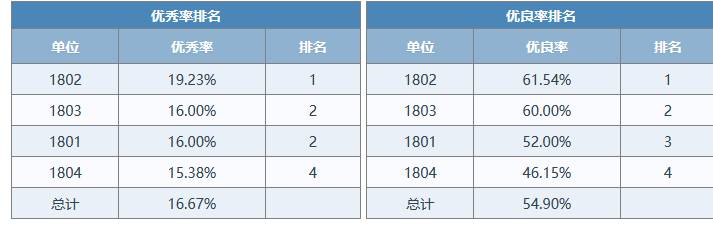 优秀率排名
单位 优秀率 排名
1802 19.23% 1
1803 16.00% 2
1801 16.00% 2
1804 15.38% 4
总计 16.67%
优良率排名
单位 优良率 排名
1802 61.54% 1
1803 60.00% 2
1801 52.00% 3
1804 46.15% 4
总计 54.90%